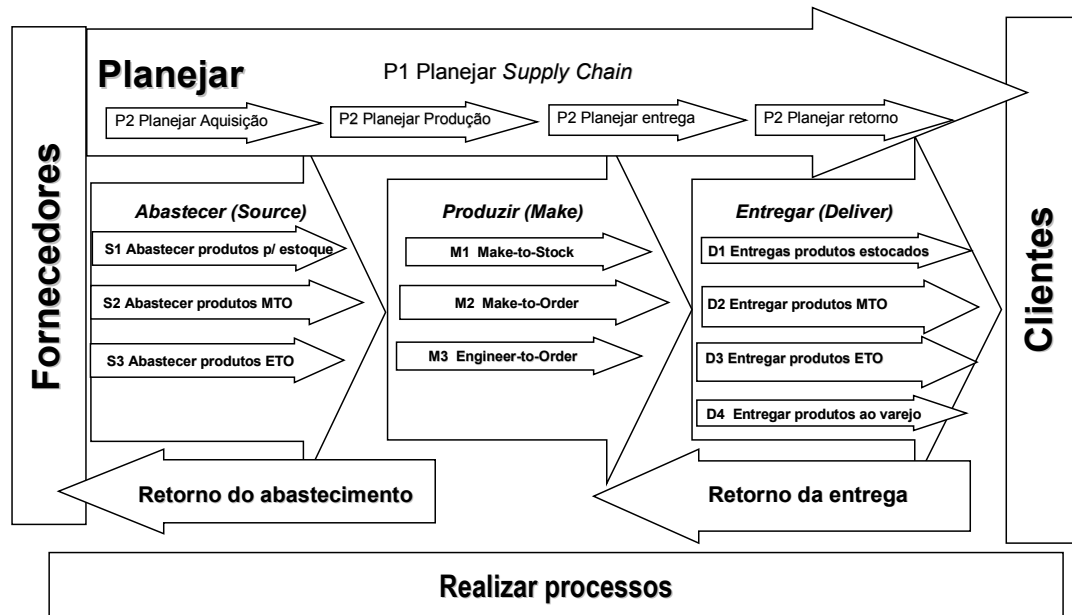 Fornecedores
Planejar
P1 Planejar Supply Chain
P2 Planejar Aquisição
P2 Planejar Produção
P2 Planejar entrega
P2 Planejar retorno
Abastecer (Source)
S1 Abastecer produtos p/ estoque
S2 Abastecer produtos MTO
S3 Abastecer produtos ETO
Produzir (Make)
M1 Make-to-Stock
M2 Make-to-Order
M3 Engineer-to-Order
Entregar (Deliver)
D1 Entregas produtos estocados
D2 Entregar produtos MTO
D3 Entregar produtos ETO
D4 Entregar produtos ao varejo
Clientes
Retorno do abastecimento
Retorno da entrega
Realizar processos